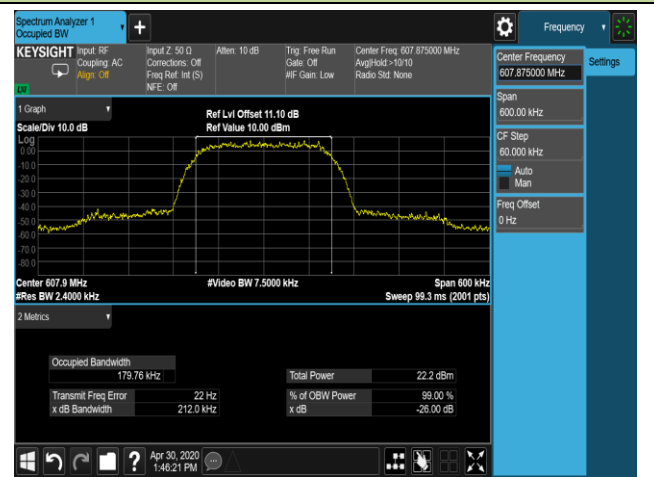 Spectrum Analyzer 1
Occupied BW
+
Frequency
KEYSIGHT
Input: RF
Coupling: AC
Align: Off
Input Z: 50 Ω
Corrections: Off
Freq Ref: Int (S)
NFE: Off
Atten: 10 dB
Trig: Free Run
Gate: Off
#IF Gain: Low
Center Freq: 607.875000 MHz
Avg|Hold:>10/10
Radio Std: None
LXI
Center Frequency
607.875000 MHz
Settings
Span
600.00 kHz
CF Step
60.000 kHz
Auto
Man
Freq Offset
0 Hz
1 Graph
Ref Lvl Offset 11.10 dB
Scale/Div 10.0 dB
Ref Value 10.00 dBm
Log
0.00
-10.0
-20.0
-30.0
-40.0
-50.0
-60.0
-70.0
-80.0
Center 607.9 MHz
#Video BW 7.5000 kHz
Span 600 kHz
#Res BW 2.4000 kHz
Sweep 99.3 ms (2001 pts)
2 Metrics
Occupied Bandwidth
179.76 kHz
Total Power 22.2 dBm
Transmit Freq Error 22 Hz
% of OBW Power 99.00 %
x dB Bandwidth 212.0 kHz
x dB -26.00 dB
?
Apr 30, 2020
1:46:21 PM